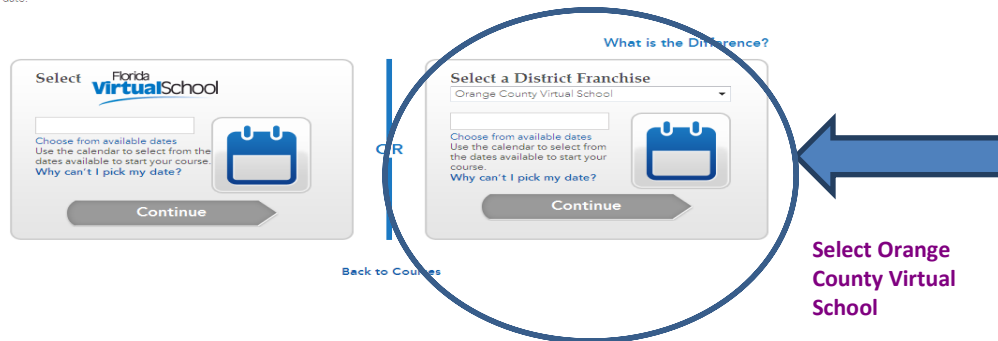 What is the Difference?
Select Florida VirtualSchool
Choose from available dates
Use the calendar to select from the
dates available to start your course.
Why can't I pick my date?
Continue
OR
Select a District Franchise
Orange County Virtual School
Choose from available dates
Use the calendar to select from
the dates available to start your
course.
Why can't I pick my date?
Continue
Back to Courses
Select Orange
County Virtual
School